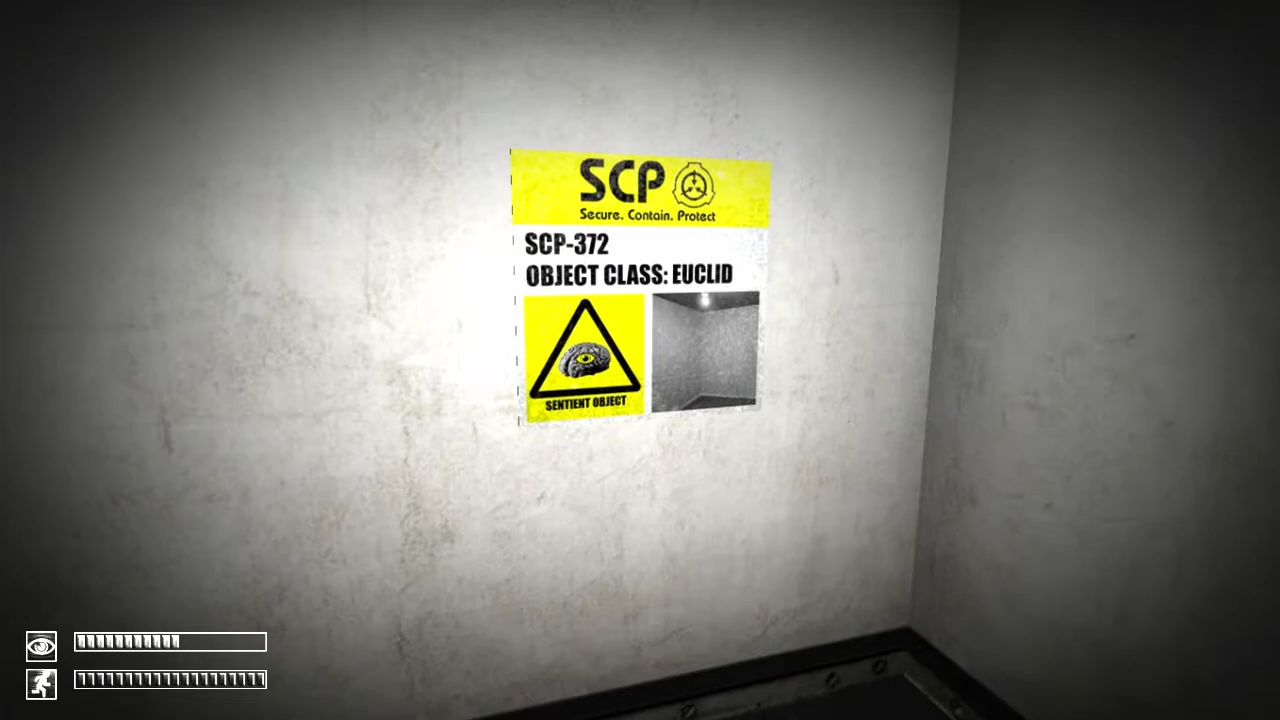 SCP
Secure. Contain. Protect
SCP-372
OBJECT CLASS: EUCLID
SENTIENT OBJECT